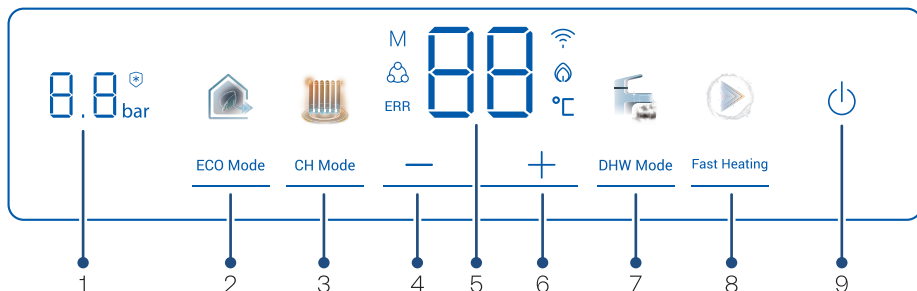 M
8.8 bar
88
ERR
°C
ECO Mode
CH Mode
−
+
DHW Mode
Fast Heating
1
2
3
4
5
6
7
8
9